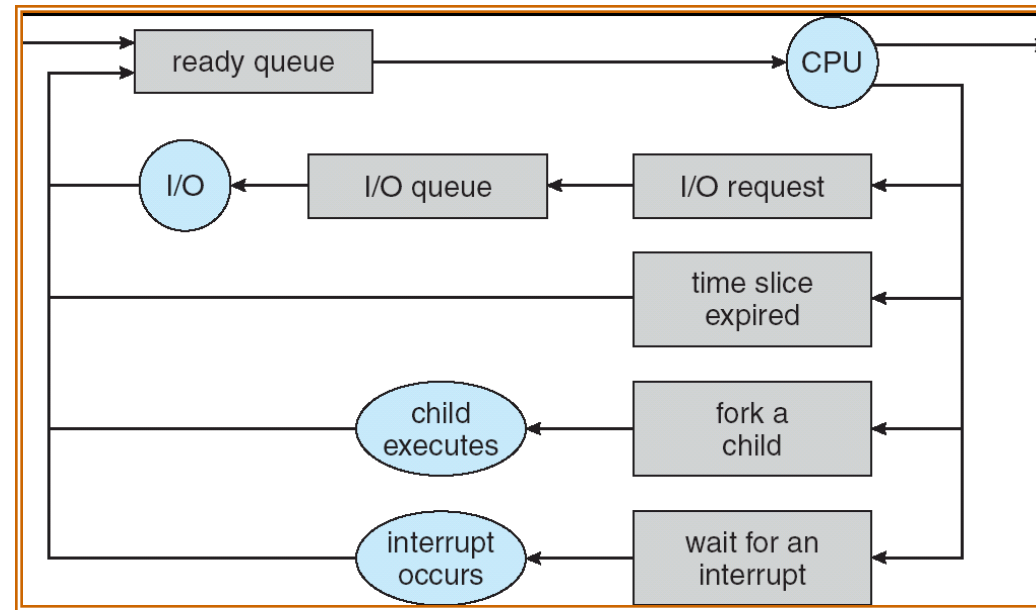 ready queue
CPU
I/O
I/O queue
I/O request
time slice
expired
child
executes
fork a
child
interrupt
occurs
wait for an
interrupt